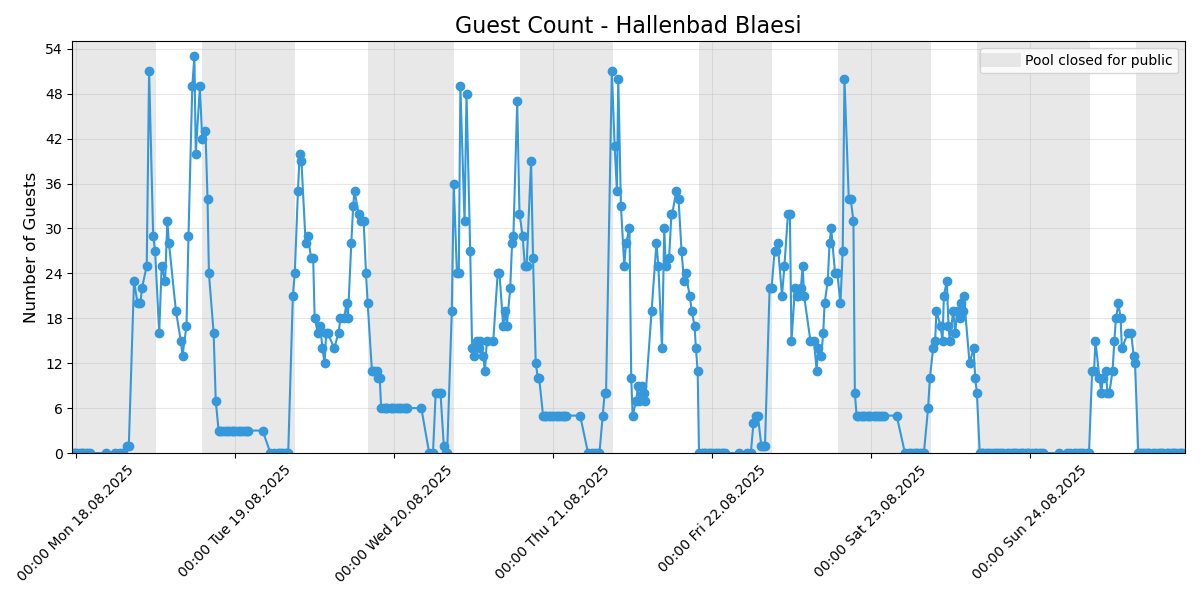 Guest Count - Hallenbad Blaesi
Pool closed for public
Number of Guests
54
48
42
36
30
24
18
12
6
0
00:00 Mon 18.08.2025
00:00 Tue 19.08.2025
00:00 Wed 20.08.2025
00:00 Thu 21.08.2025
00:00 Fri 22.08.2025
00:00 Sat 23.08.2025
00:00 Sun 24.08.2025